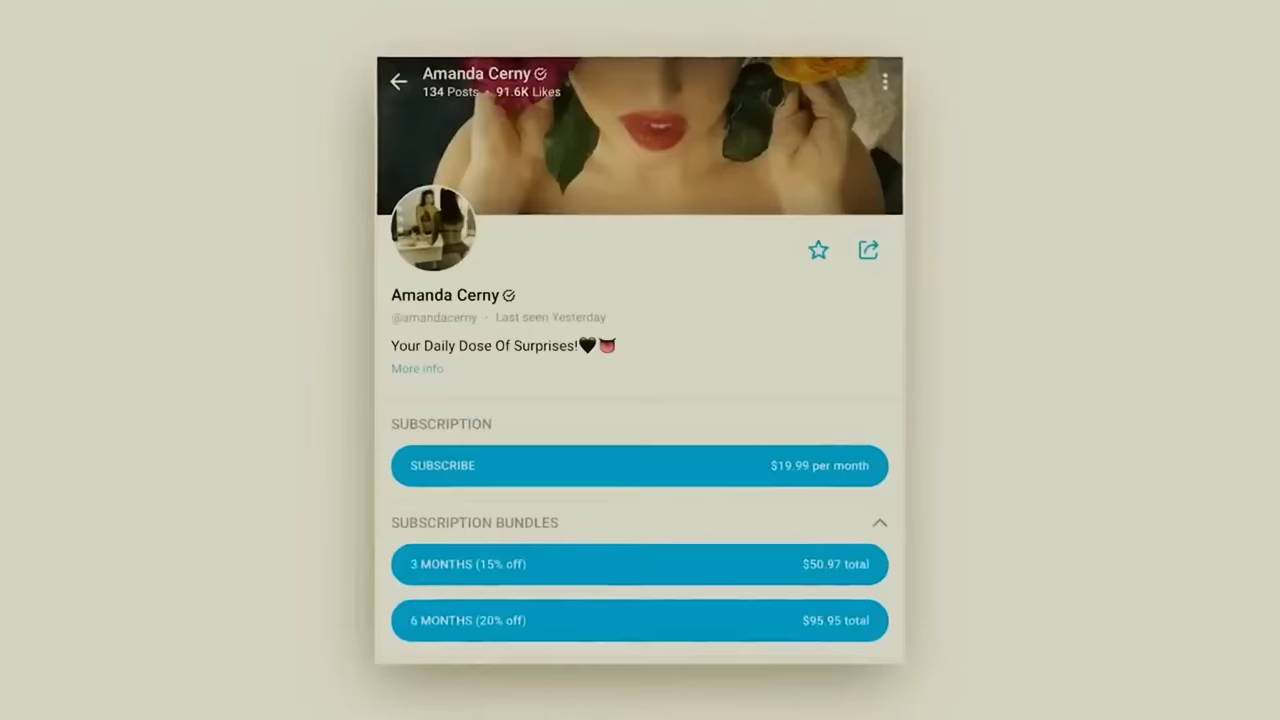 Amanda Cerny
134 Posts • 91.6K Likes
Amanda Cerny
@amandacerny • Last seen Yesterday
Your Daily Dose Of Surprises!🖤👅
More info
SUBSCRIPTION
SUBSCRIBE $19.99 per month
SUBSCRIPTION BUNDLES
3 MONTHS (15% off) $50.97 total
6 MONTHS (20% off) $95.95 total